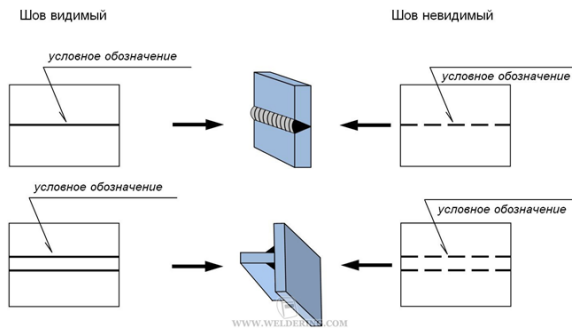 Шов видимый
Шов невидимый
условное обозначение
условное обозначение
условное обозначение
условное обозначение
WWW.WELDERING.COM